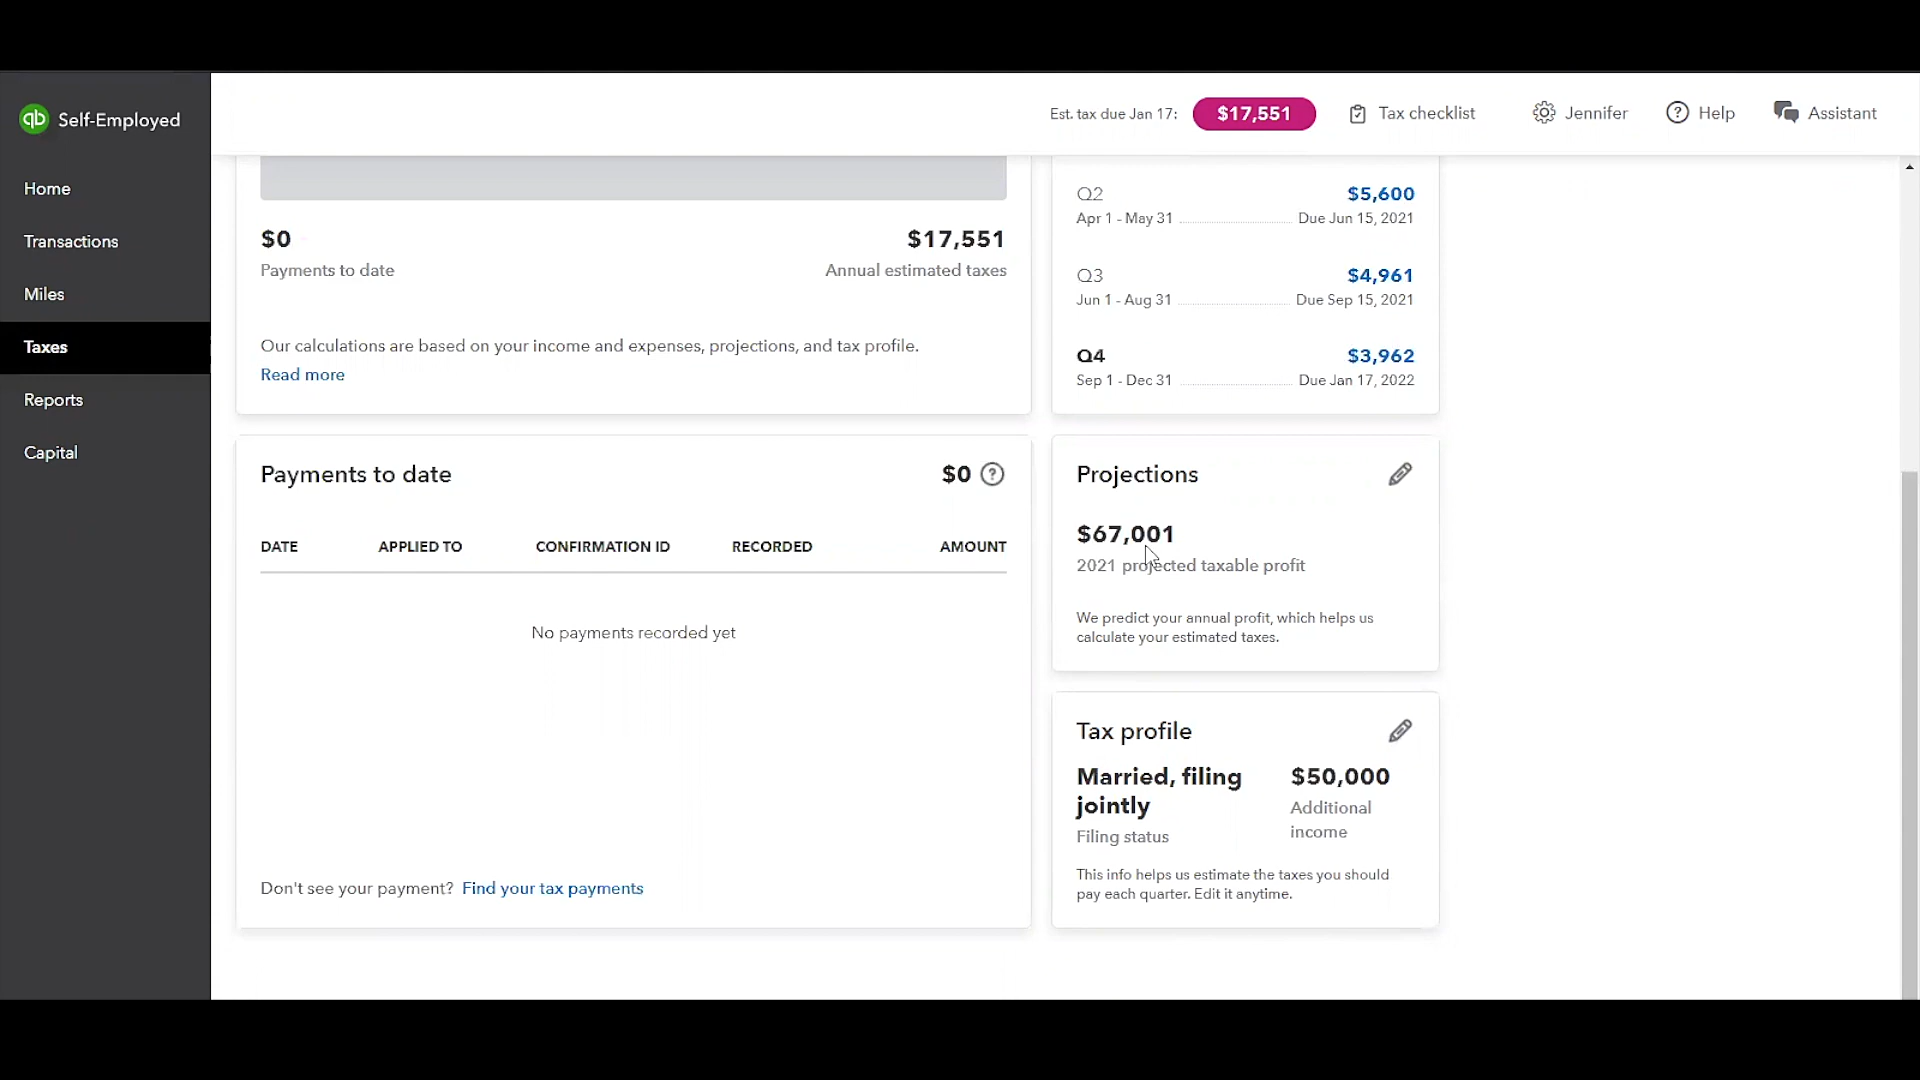 qb Self-Employed
Est. tax due Jan 17: $17,551 Tax checklist Jennifer Help Assistant
Home
Transactions
Miles
Taxes
Reports
Capital
$0 $17,551
Payments to date Annual estimated taxes
Our calculations are based on your income and expenses, projections, and tax profile.
Read more
Q2 $5,600
Apr 1 - May 31 Due Jun 15, 2021
Q3 $4,961
Jun 1 - Aug 31 Due Sep 15, 2021
Q4 $3,962
Sep 1 - Dec 31 Due Jan 17, 2022
Payments to date $0 ?
DATE APPLIED TO CONFIRMATION ID RECORDED AMOUNT
No payments recorded yet
Don't see your payment? Find your tax payments
Projections
$67,001
2021 projected taxable profit
We predict your annual profit, which helps us
calculate your estimated taxes.
Tax profile
Married, filing
jointly
Filing status
$50,000
Additional
income
This info helps us estimate the taxes you should
pay each quarter. Edit it anytime.